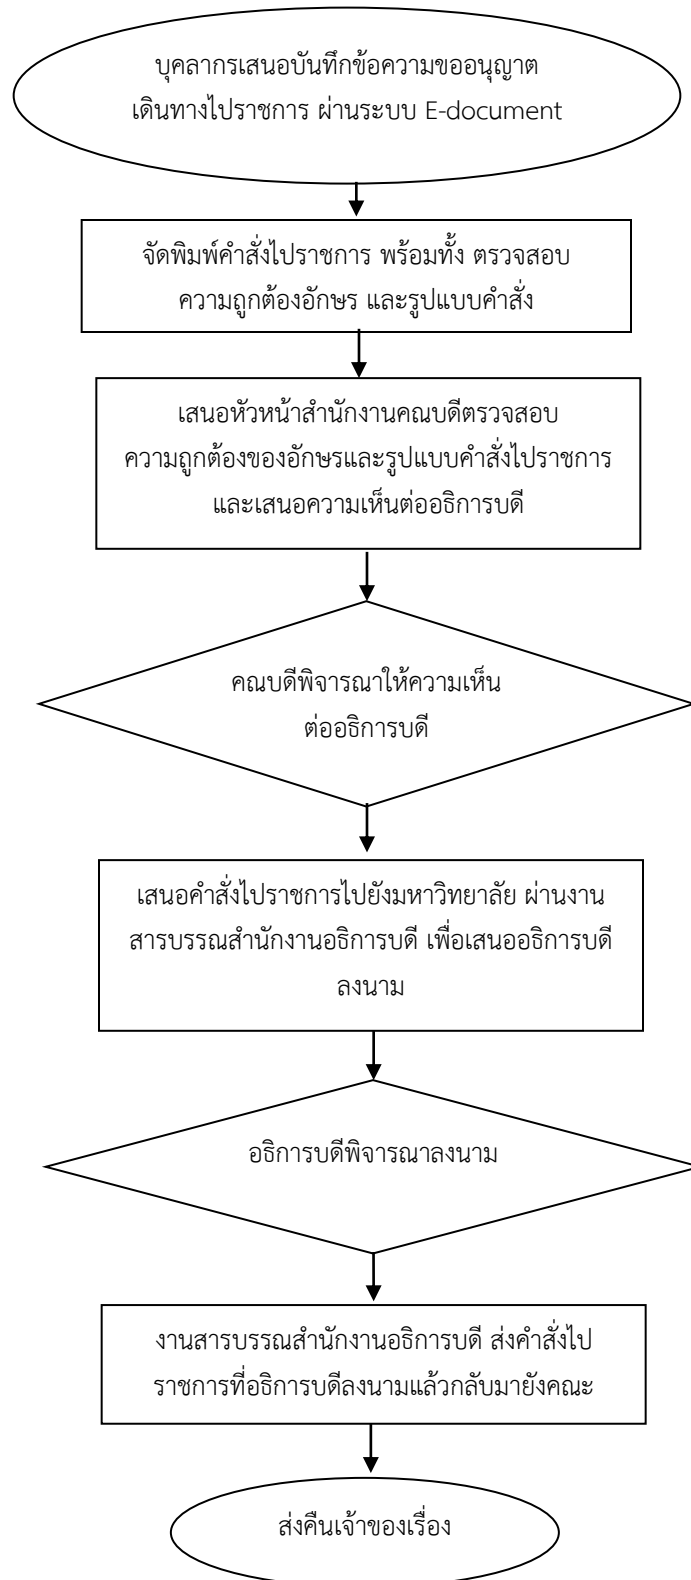 บุคลากรเสนอบันทึกข้อความขออนุญาต
เดินทางไปราชการ ผ่านระบบ E-document
จัดพิมพ์คำสั่งไปราชการ พร้อมทั้ง ตรวจสอบ
ความถูกต้องอักษร และรูปแบบคำสั่ง
เสนอหัวหน้าสำนักงานคณบดีตรวจสอบ
ความถูกต้องของอักษรและรูปแบบคำสั่งไปราชการ
และเสนอความเห็นต่ออธิการบดี
คณบดีพิจารณาให้ความเห็น
ต่ออธิการบดี
เสนอคำสั่งไปราชการไปยังมหาวิทยาลัย ผ่านงาน
สารบรรณสำนักงานอธิการบดี เพื่อเสนออธิการบดี
ลงนาม
อธิการบดีพิจารณาลงนาม
งานสารบรรณสำนักงานอธิการบดี ส่งคำสั่งไป
ราชการที่อธิการบดีลงนามแล้วกลับมายังคณะ
ส่งคืนเจ้าของเรื่อง